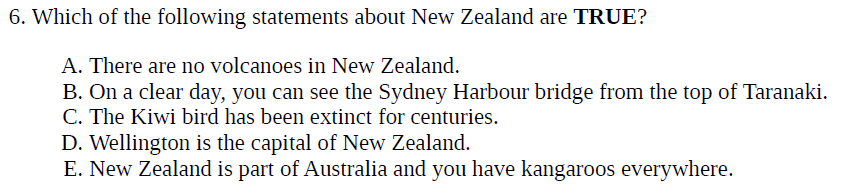 6. Which of the following statements about New Zealand are TRUE?
A. There are no volcanoes in New Zealand.
B. On a clear day, you can see the Sydney Harbour bridge from the top of Taranaki.
C. The Kiwi bird has been extinct for centuries.
D. Wellington is the capital of New Zealand.
E. New Zealand is part of Australia and you have kangaroos everywhere.